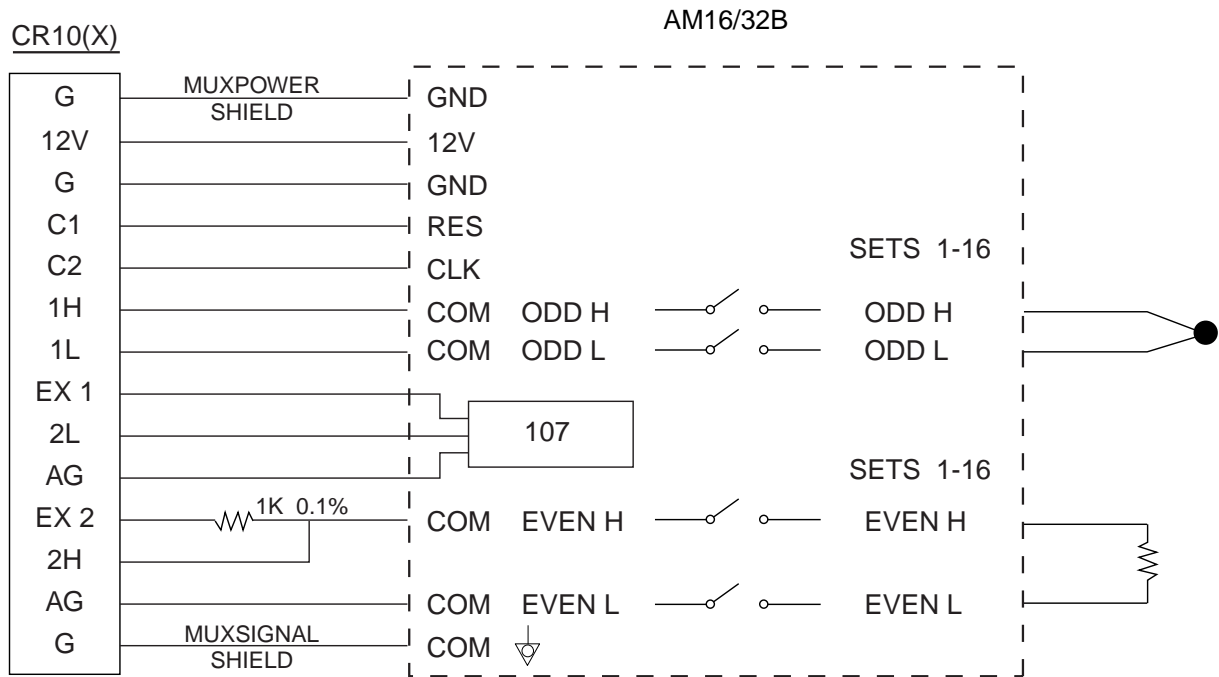 AM16/32B
CR10(X)
G MUXPOWER SHIELD GND
12V 12V
G GND
C1 RES
SETS 1-16
C2 CLK
1H COM ODD H ODD H
1L COM ODD L ODD L
EX 1
2L 107
AG
SETS 1-16
EX 2 1K 0.1% COM EVEN H EVEN H
2H
AG COM EVEN L EVEN L
G MUXSIGNAL SHIELD COM